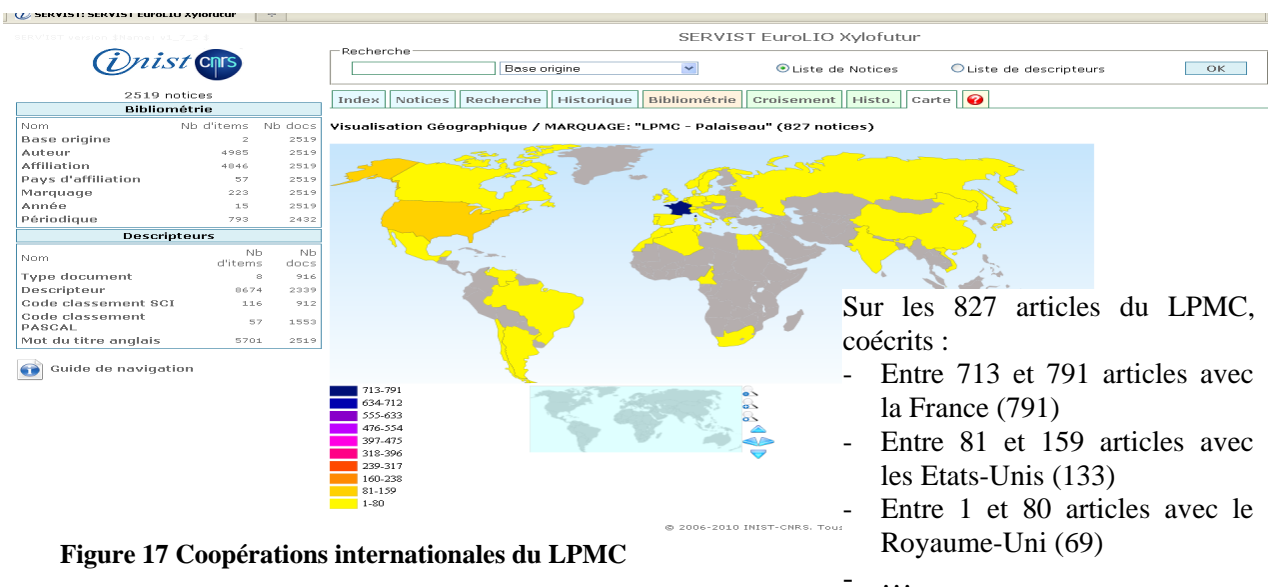 SERVIST: SERVIST EuroLIO Xylofutur
SERVIST EuroLIO Xylofutur
inist cnrs
2519 notices
Bibliométrie
Nom Nb d'items Nb docs
Base origine 2 2519
Auteur 4985 2519
Affiliation 4846 2519
Pays d'affiliation 57 2519
Marquage 223 2519
Année 15 2519
Périodique 793 2432
Descripteurs
Nom Nb d'items Nb docs
Type document 8 916
Descripteur 8674 2339
Code classement SCI 116 912
Code classement
PASCAL 57 1553
Mot du titre anglais 5701 2519
Guide de navigation
Recherche
Base origine Liste de Notices Liste de descripteurs OK
Index Notices Recherche Historique Bibliométrie Croisement Histo. Carte ?
Visualisation Géographique / MARQUAGE: "LPMC - Palaiseau" (827 notices)
713-791
634-712
555-633
476-554
397-475
318-396
239-317
160-238
81-159
1-80
© 2006-2010 INIST-CNRS. Tous
Sur les 827 articles du LPMC,
coécrits :
- Entre 713 et 791 articles avec
la France (791)
- Entre 81 et 159 articles avec
les Etats-Unis (133)
- Entre 1 et 80 articles avec le
Royaume-Uni (69)
- …
Figure 17 Coopérations internationales du LPMC